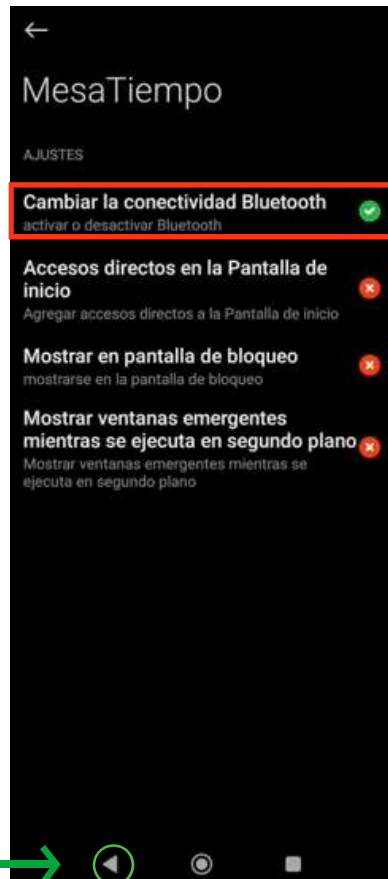 MesaTiempo
AJUSTES
Cambiar la conectividad Bluetooth
activar o desactivar Bluetooth
Accesos directos en la Pantalla de
inicio
Agregar accesos directos a la Pantalla de inicio
Mostrar en pantalla de bloqueo
mostrarse en la pantalla de bloqueo
Mostrar ventanas emergentes
mientras se ejecuta en segundo plano
Mostrar ventanas emergentes mientras se
ejecuta en segundo plano